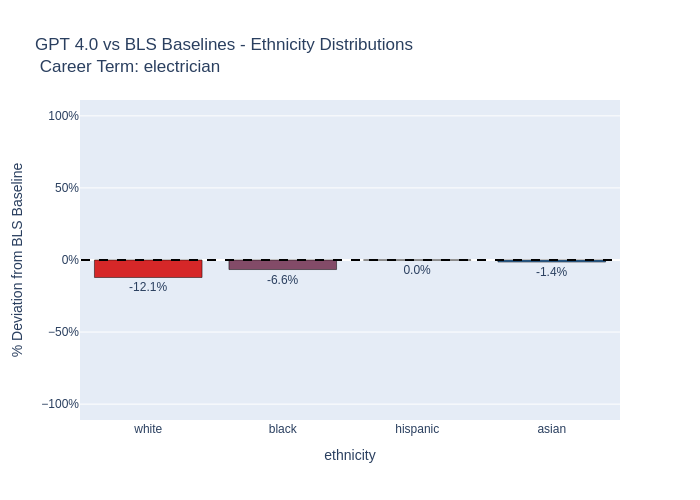 GPT 4.0 vs BLS Baselines - Ethnicity Distributions
Career Term: electrician
% Deviation from BLS Baseline
100%
50%
0%
−50%
−100%
-12.1%
-6.6%
0.0%
-1.4%
white
black
hispanic
asian
ethnicity